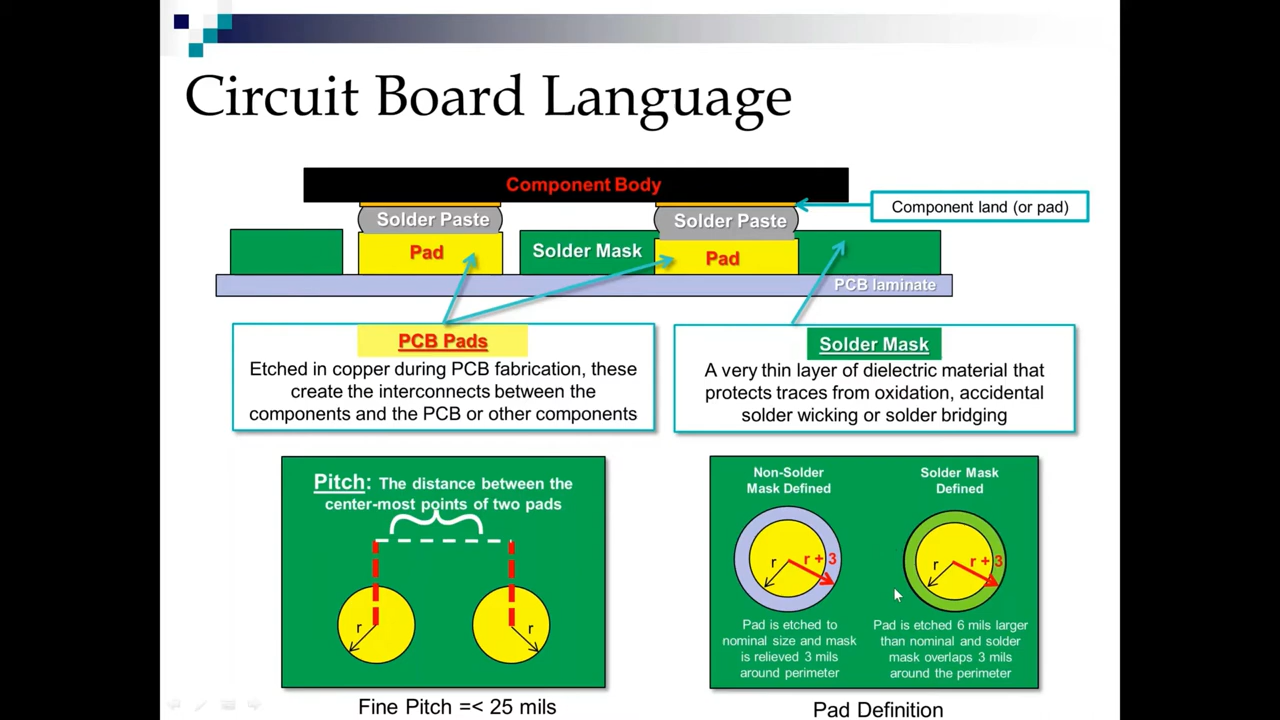 Circuit Board Language
Component Body
Solder Paste
Solder Paste
Component land (or pad)
Pad
Solder Mask
Pad
PCB laminate
PCB Pads
Etched in copper during PCB fabrication, these
create the interconnects between the
components and the PCB or other components
Solder Mask
A very thin layer of dielectric material that
protects traces from oxidation, accidental
solder wicking or solder bridging
Pitch: The distance between the
center-most points of two pads
r
r
Fine Pitch =< 25 mils
Non-Solder
Mask Defined
r
r + 3
Pad is etched to
nominal size and mask
is relieved 3 mils
around perimeter
Solder Mask
Defined
r
r + 3
Pad is etched 6 mils larger
than nominal and solder
mask overlaps 3 mils
around the perimeter
Pad Definition